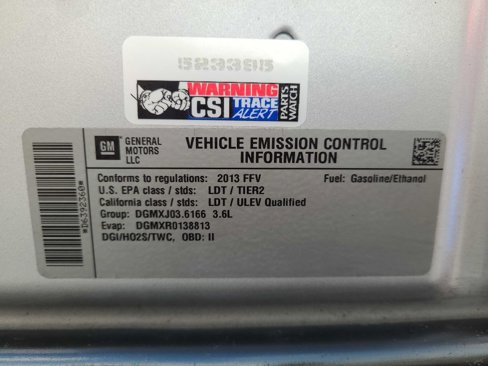 523395
WARNING
CSI TRACE ALERT
PARTS WATCH
GM GENERAL MOTORS LLC
VEHICLE EMISSION CONTROL
INFORMATION
Conforms to regulations: 2013 FFV Fuel: Gasoline/Ethanol
U.S. EPA class / stds: LDT / TIER2
California class / stds: LDT / ULEV Qualified
Group: DGMXJ03.6166 3.6L
Evap: DGMXR0138813
DGI/HO2S/TWC, OBD: II
*D6392360*